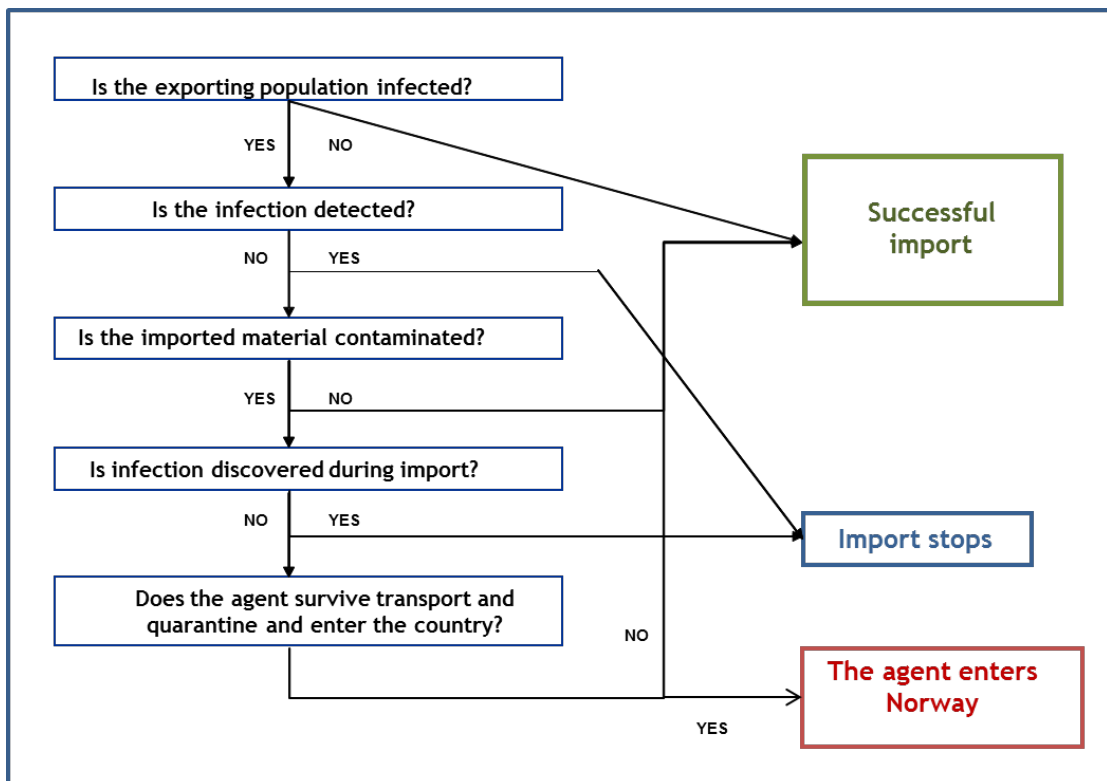 Is the exporting population infected?
YES
NO
Successful
import
Is the infection detected?
NO
YES
Is the imported material contaminated?
YES
NO
Is infection discovered during import?
NO
YES
Import stops
Does the agent survive transport and
quarantine and enter the country?
NO
The agent enters
Norway
YES